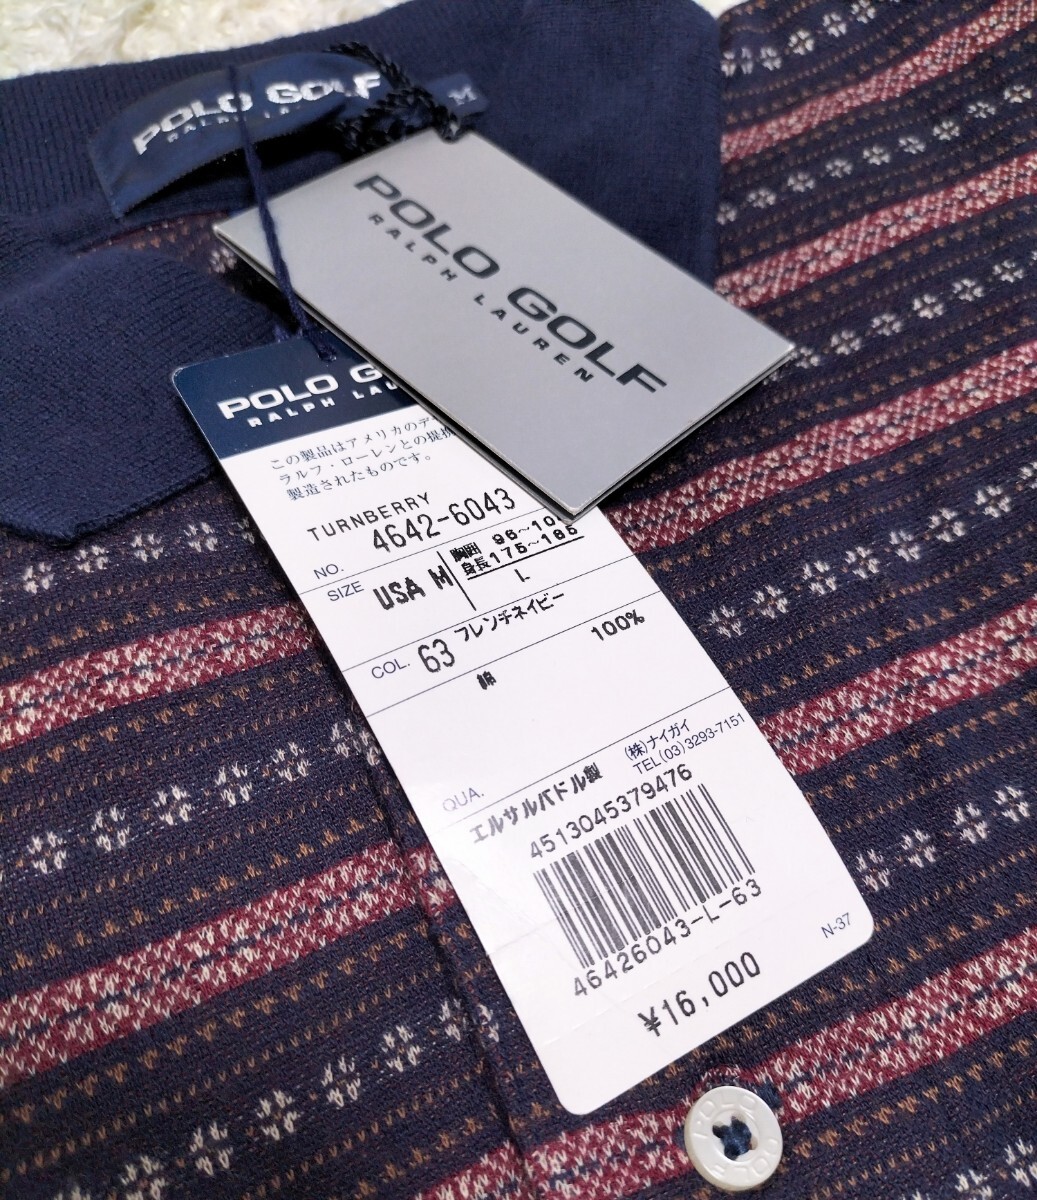 POLO GOLF
RALPH LAUREN
M
POLO GOLF
RALPH LAUREN
POLO G
RALPH LAU
この製品はアメリカのデ
ラルフ・ローレンとの提携
製造されたものです。
TURNBERRY
NO. 4642-6043
SIZE USA M 胸囲 96~10
身長 175~185
L
COL. 63 フレンチネイビー
綿 100%
QUA.
(株)ナイガイ
エルサルバドル製 TEL(03)3293-7151
4513045379476
46426043-L-63
N-37
¥16,000
POLO